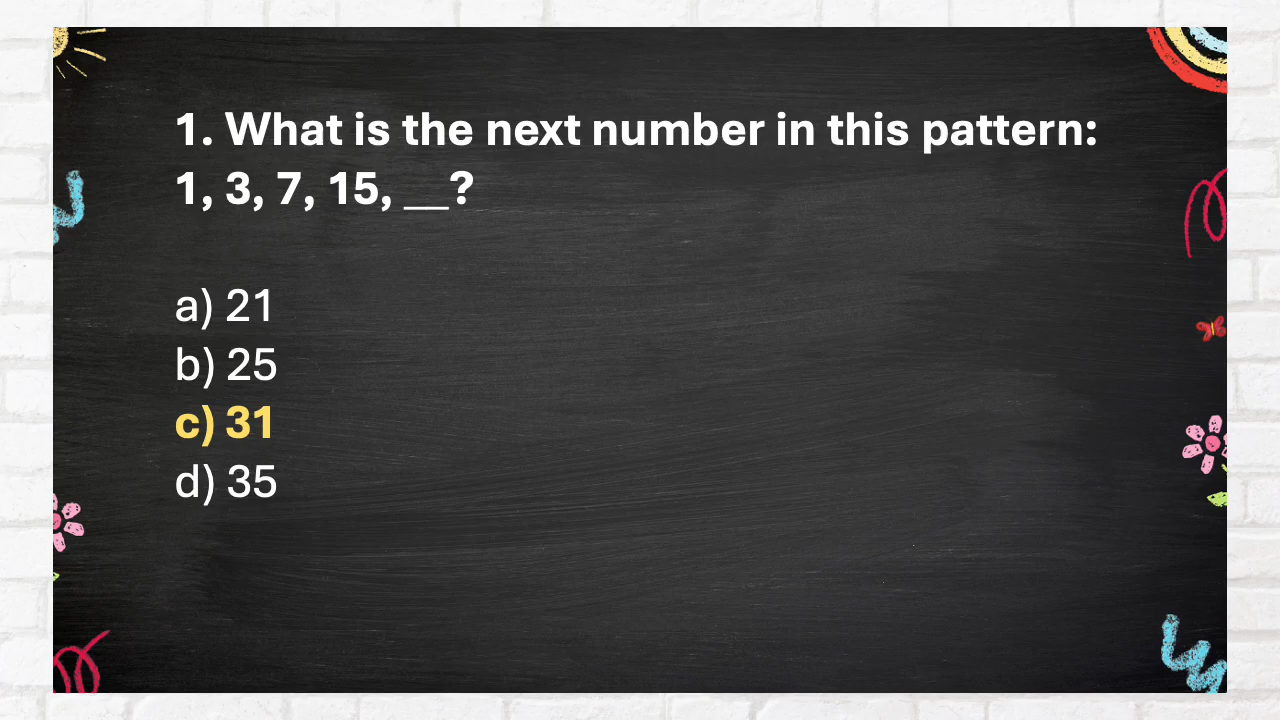 1. What is the next number in this pattern:
1, 3, 7, 15, __?
a) 21
b) 25
c) 31
d) 35